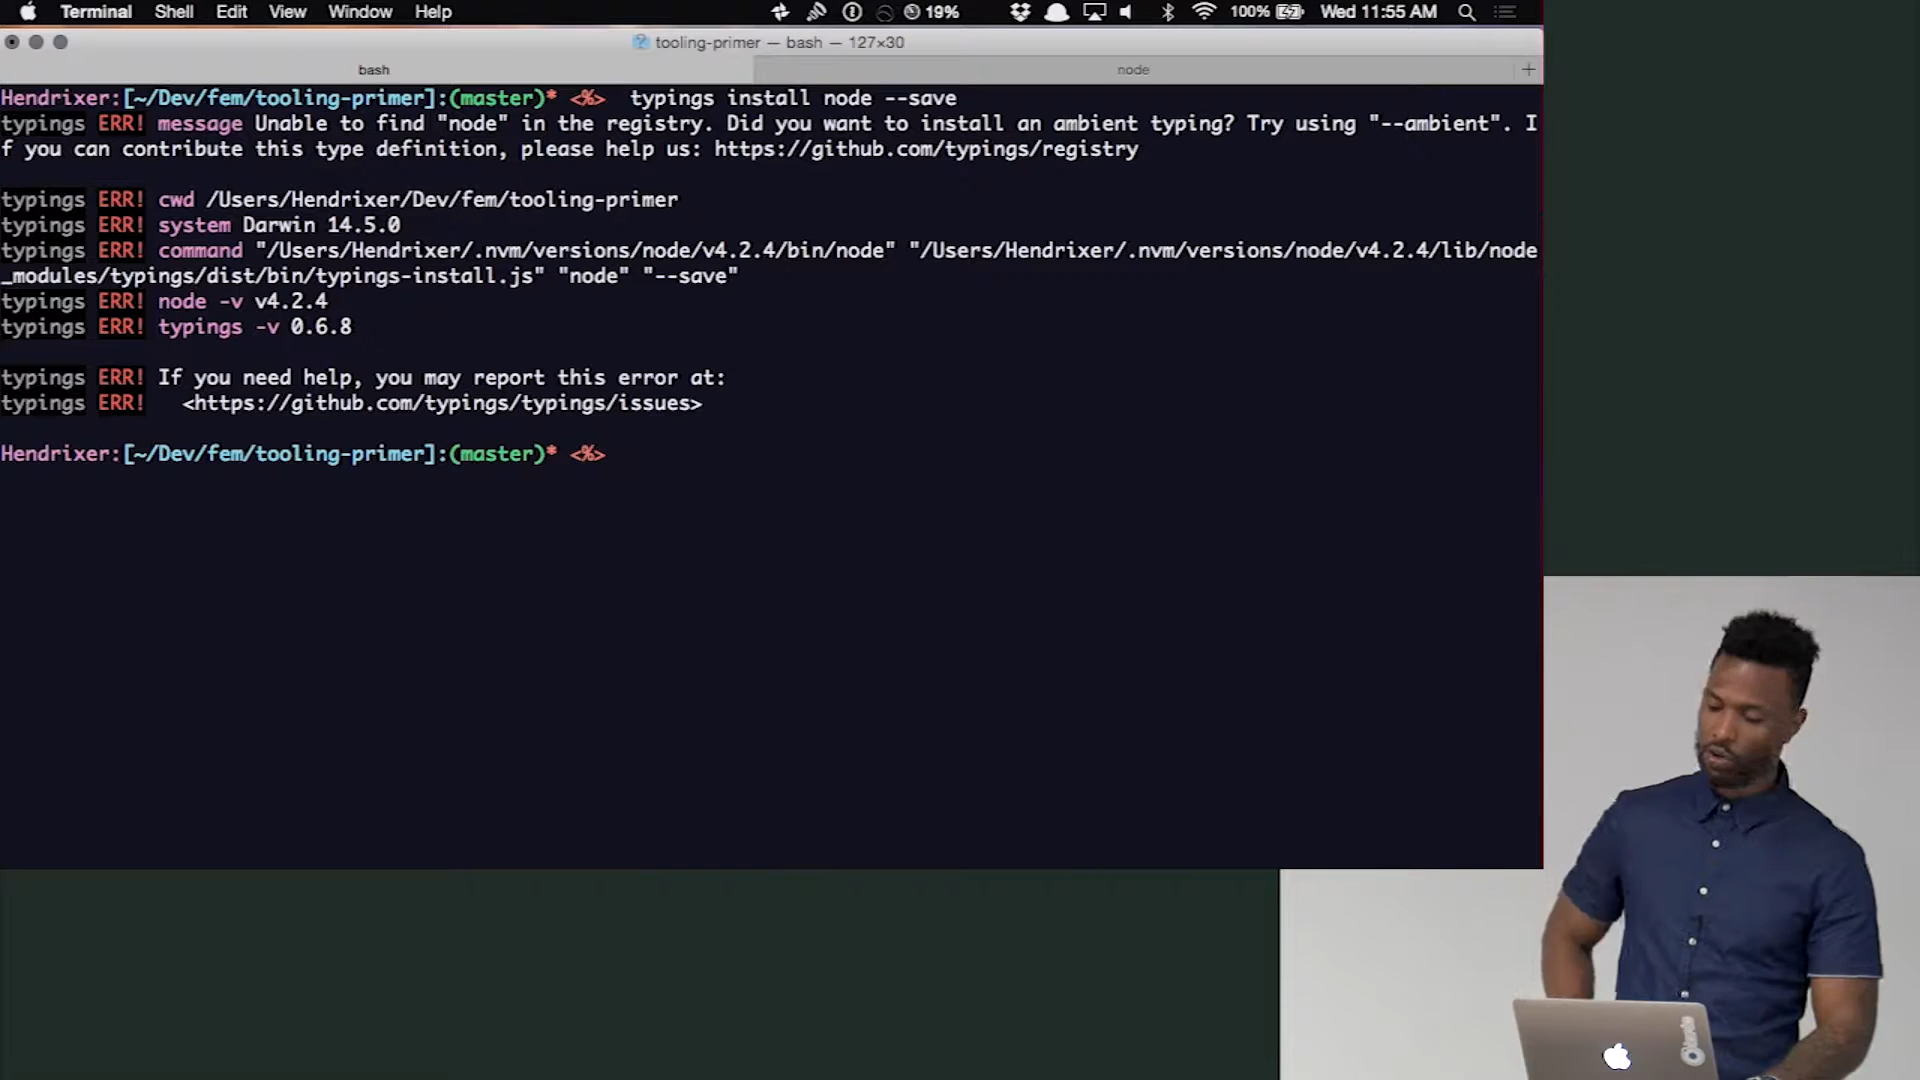 Terminal Shell Edit View Window Help 19% 100% Wed 11:55 AM
tooling-primer — bash — 127×30
bash node +
Hendrixer:[~/Dev/fem/tooling-primer]:(master)* <%> typings install node --save
typings ERR! message Unable to find "node" in the registry. Did you want to install an ambient typing? Try using "--ambient". I
f you can contribute this type definition, please help us: https://github.com/typings/registry
typings ERR! cwd /Users/Hendrixer/Dev/fem/tooling-primer
typings ERR! system Darwin 14.5.0
typings ERR! command "/Users/Hendrixer/.nvm/versions/node/v4.2.4/bin/node" "/Users/Hendrixer/.nvm/versions/node/v4.2.4/lib/node
_modules/typings/dist/bin/typings-install.js" "node" "--save"
typings ERR! node -v v4.2.4
typings ERR! typings -v 0.6.8
typings ERR! If you need help, you may report this error at:
typings ERR! <https://github.com/typings/typings/issues>
Hendrixer:[~/Dev/fem/tooling-primer]:(master)* <%>